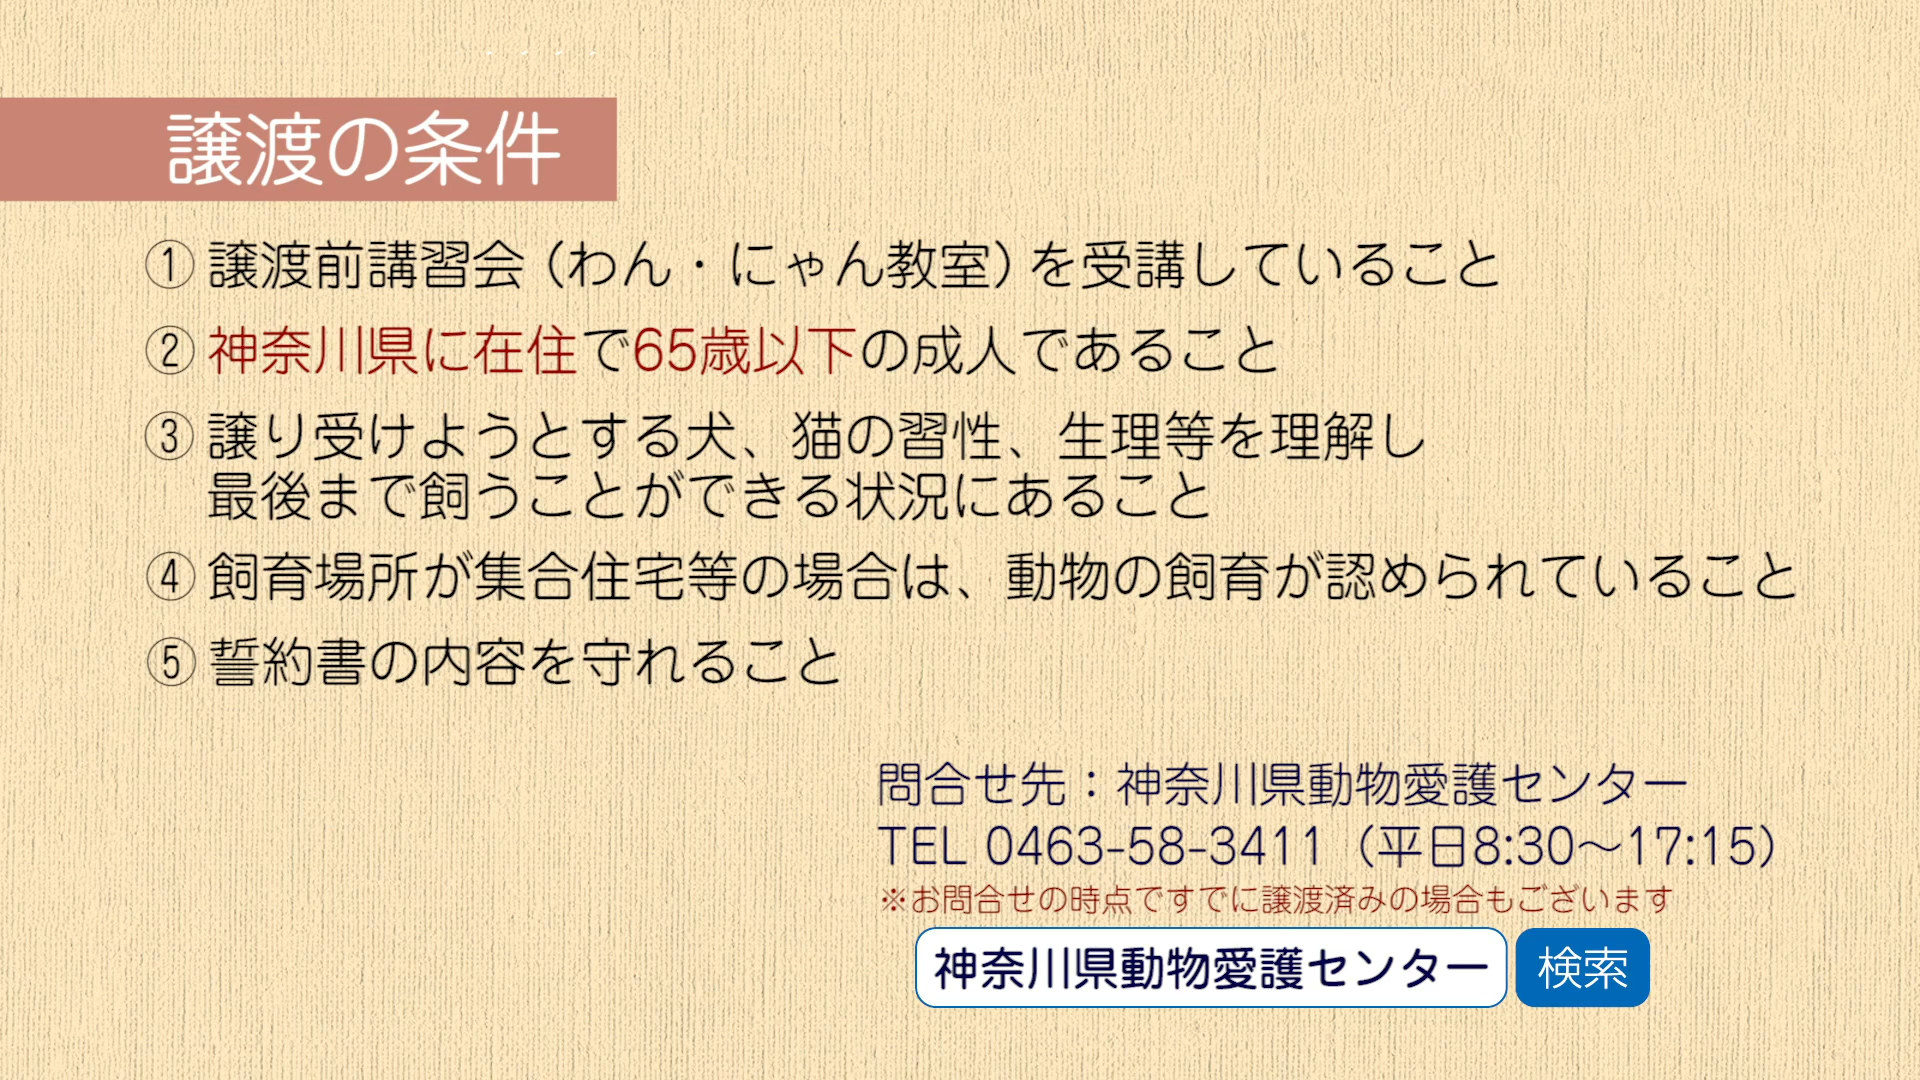 譲渡の条件
① 譲渡前講習会（わん・にゃん教室）を受講していること
② 神奈川県に在住で65歳以下の成人であること
③ 譲り受けようとする犬、猫の習性、生理等を理解し
最後まで飼うことができる状況にあること
④ 飼育場所が集合住宅等の場合は、動物の飼育が認められていること
⑤ 誓約書の内容を守れること
問合せ先：神奈川県動物愛護センター
TEL 0463-58-3411（平日8:30～17:15）
※お問合せの時点ですでに譲渡済みの場合もございます
神奈川県動物愛護センター 検索